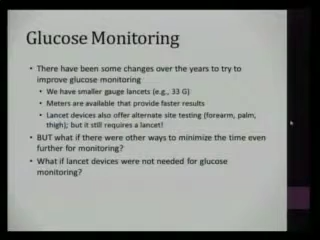 Glucose Monitoring
• There have been some changes over the years to try to
improve glucose monitoring
• We have smaller gauge lancets (e.g., 33 G)
• Meters are available that provide faster results
• Lancet devices also offer alternate site testing (forearm, palm,
thigh); but it still requires a lancet!
• BUT what if there were other ways to minimize the time even
further for monitoring?
• What if lancet devices were not needed for glucose
monitoring?